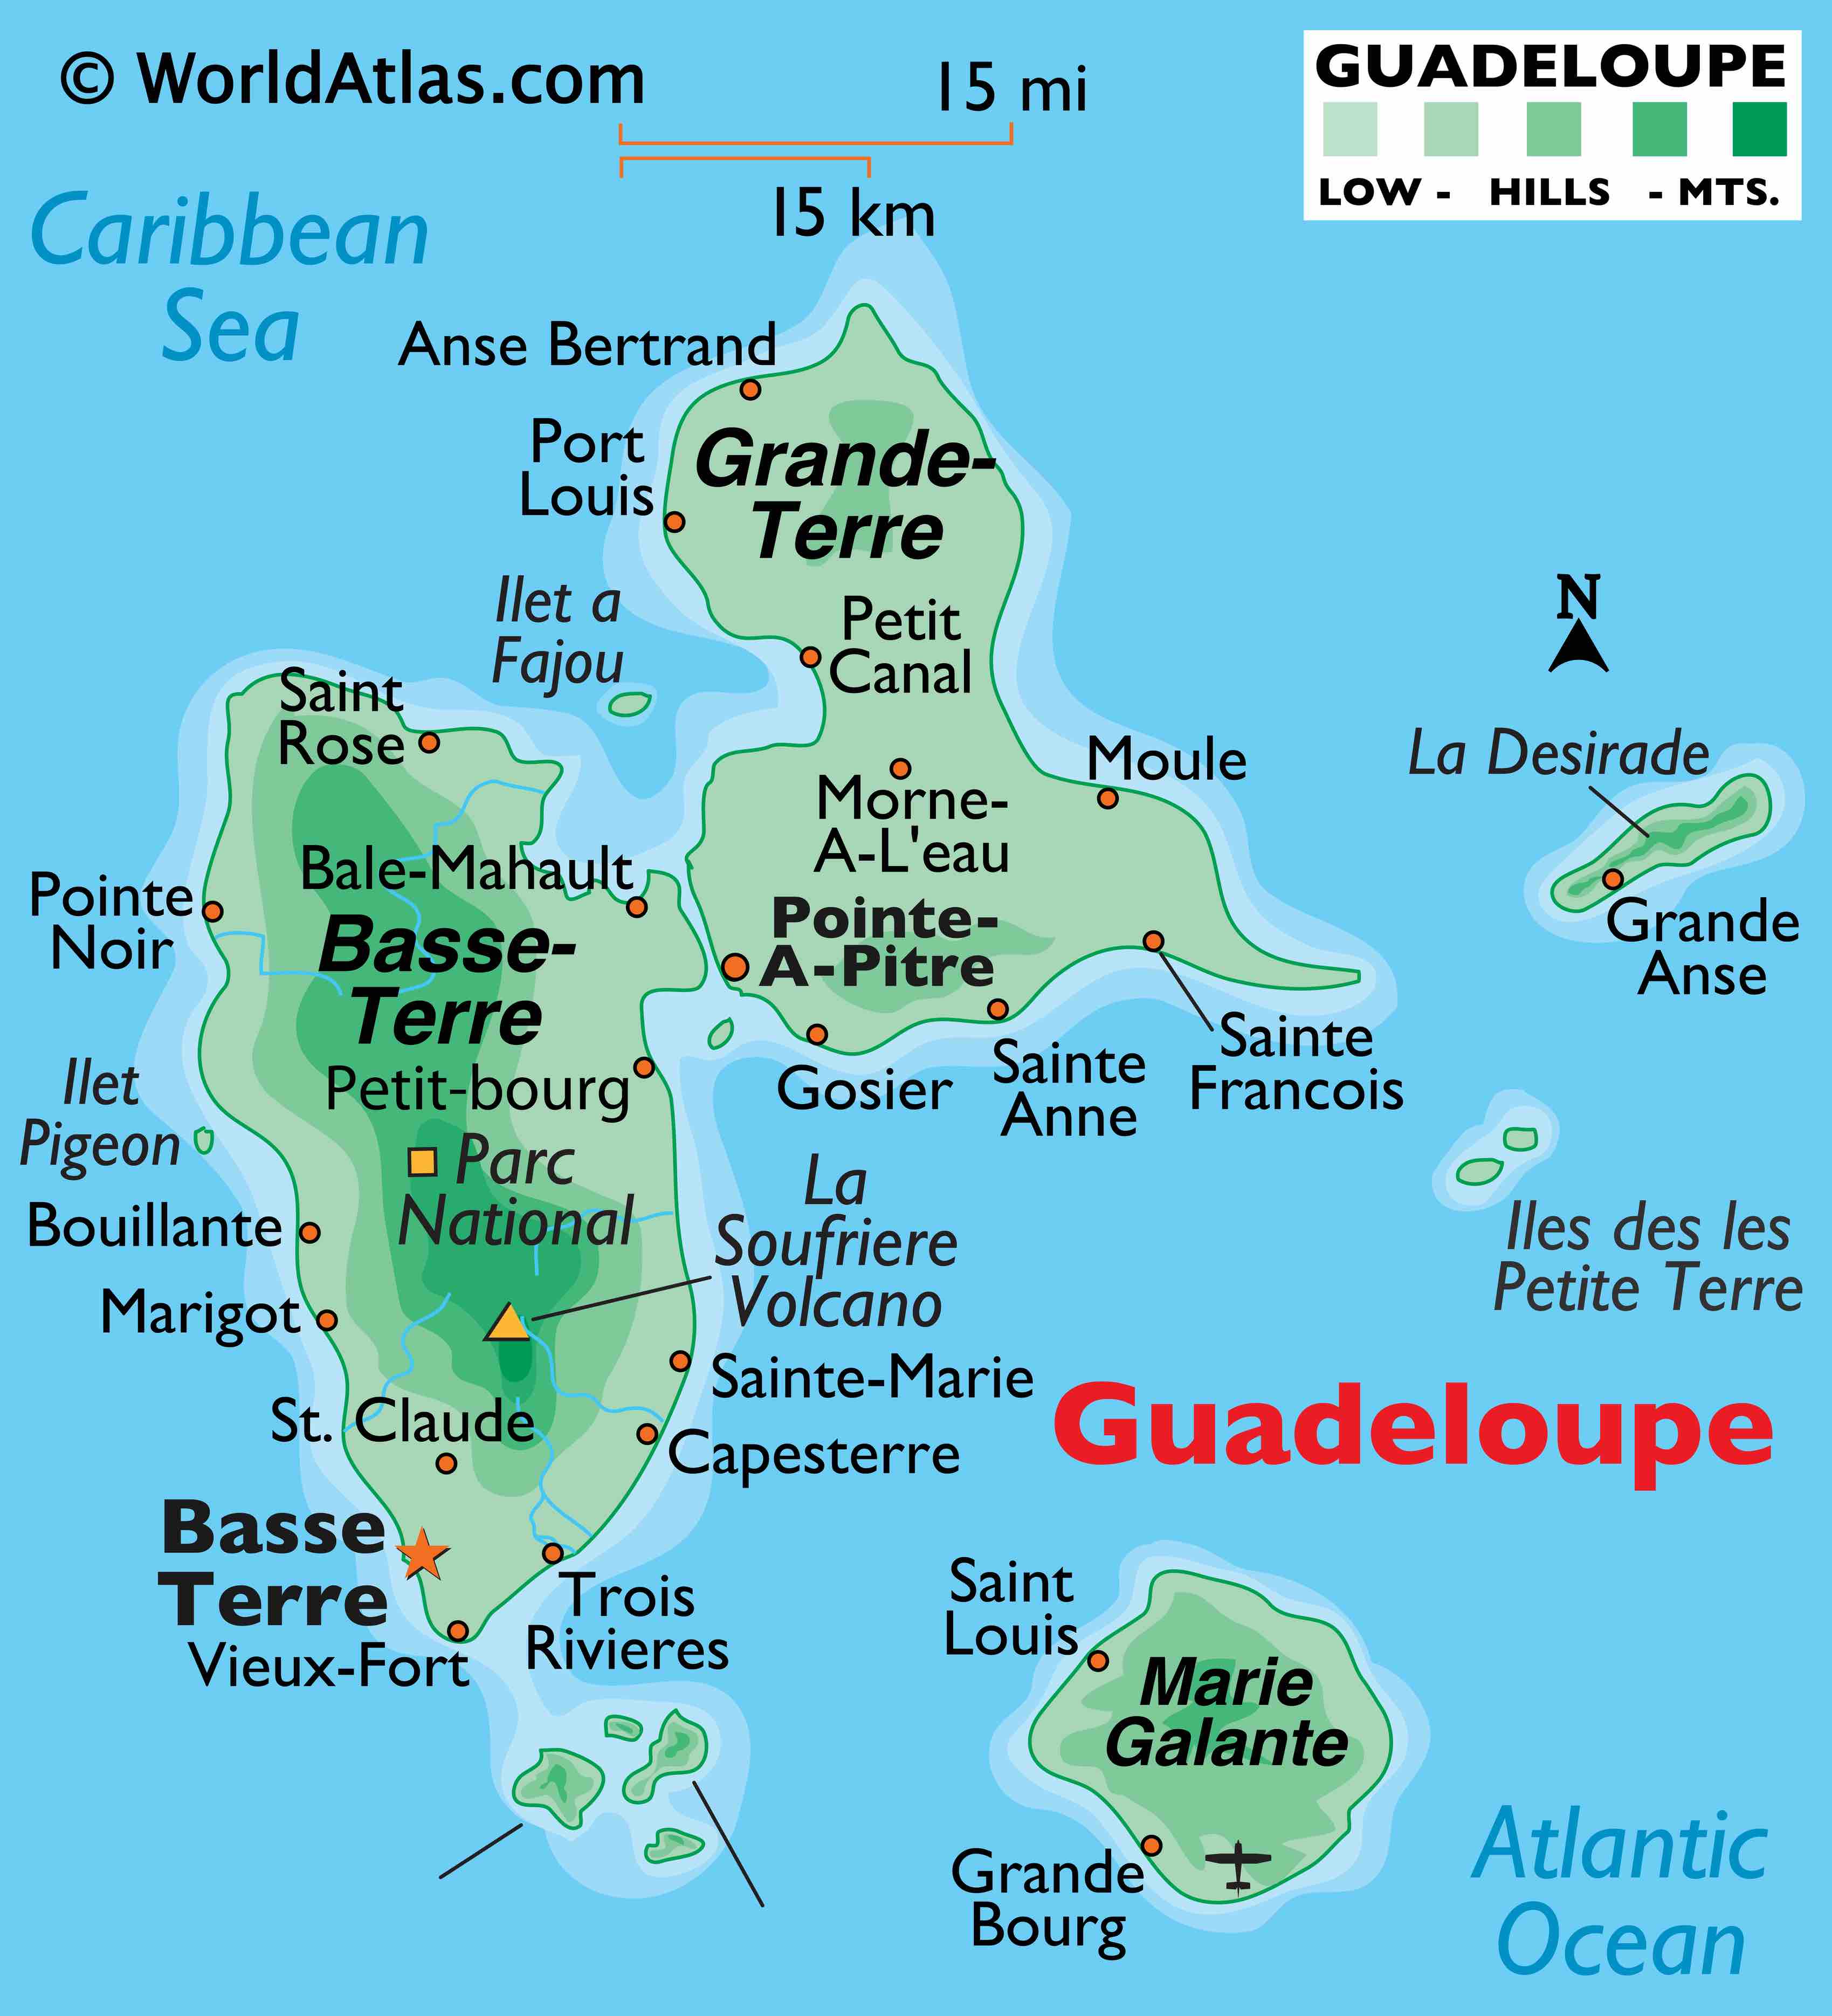 © WorldAtlas.com
15 mi
15 km
GUADELOUPE
LOW - HILLS - MTS.
Caribbean
Sea
Anse Bertrand
Port
Louis
Grande-
Terre
Ilet a
Fajou
Petit
Canal
N
Saint
Rose
Morne-
A-L'eau
Moule
La Desirade
Grande
Anse
Bale-Mahault
Pointe
Noir
Basse-
Terre
Pointe-
A-Pitre
Petit-bourg
Gosier
Sainte
Anne
Sainte
Francois
Ilet
Pigeon
Parc
National
La
Soufriere
Volcano
Iles des les
Petite Terre
Bouillante
Marigot
Sainte-Marie
St. Claude
Capesterre
Guadeloupe
Basse
Terre
Trois
Rivieres
Vieux-Fort
Saint
Louis
Marie
Galante
Grande
Bourg
Atlantic
Ocean